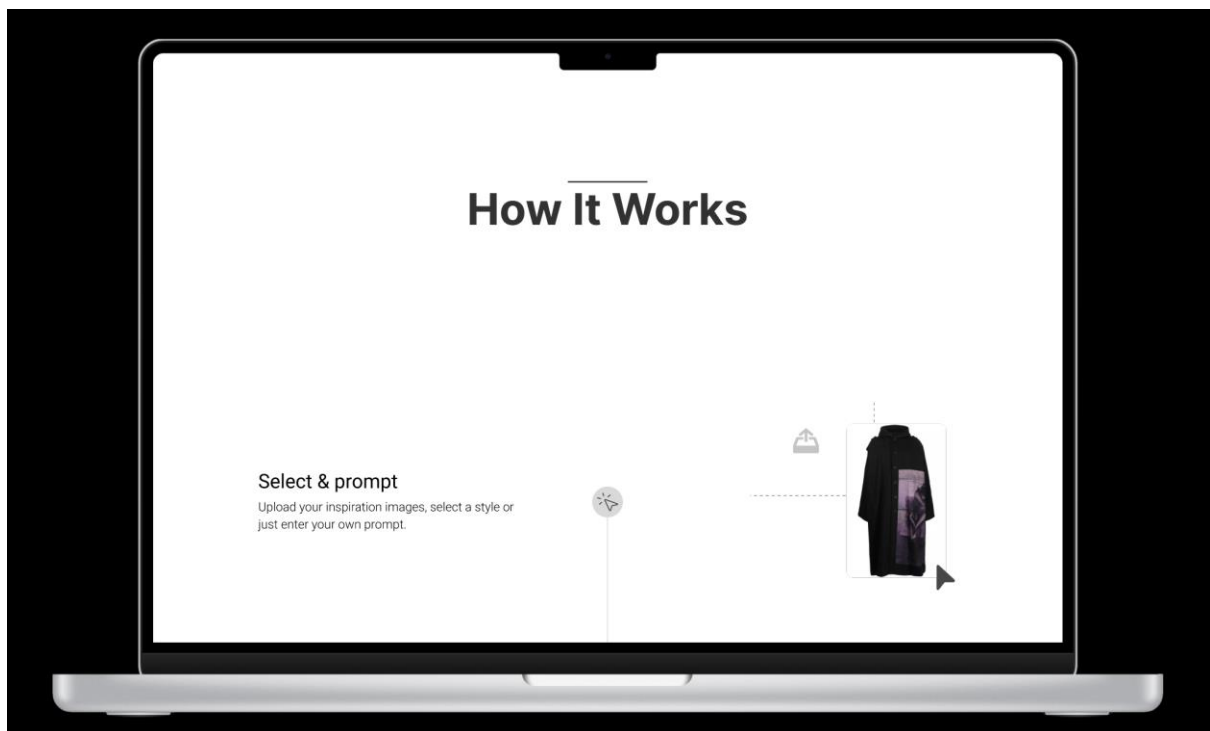 How It Works
Select & prompt
Upload your inspiration images, select a style or
just enter your own prompt.